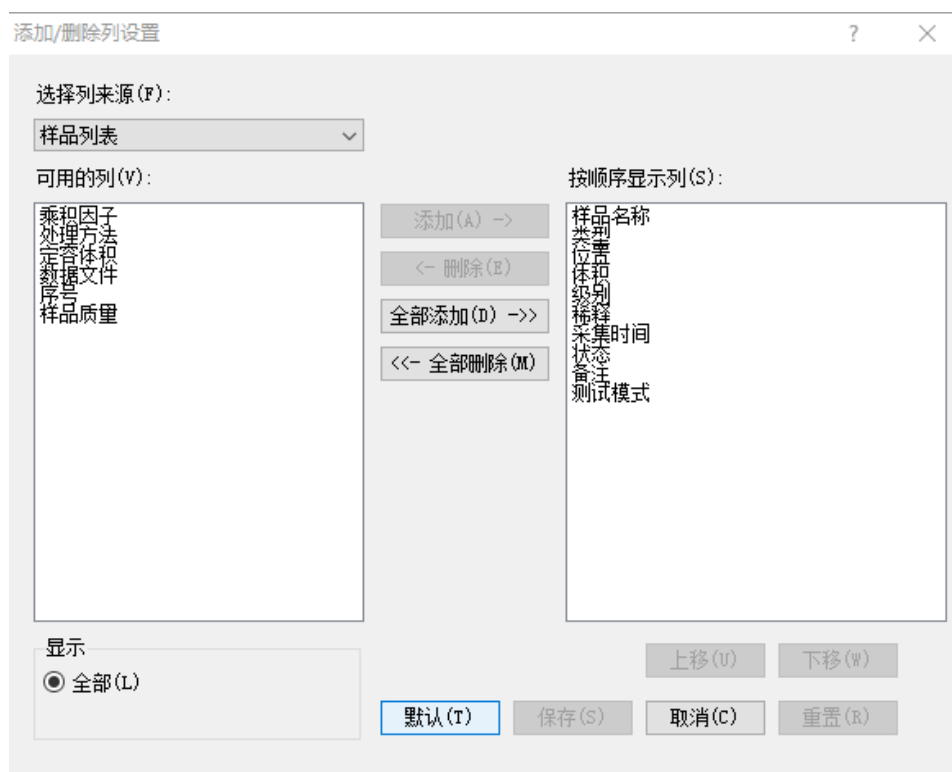 添加/删除列设置
?
选择列来源(F):
样品列表
可用的列(V):
按顺序显示列(S):
乘和因子
处理方法
定容体积
数据文件
序号
样品质量
添加(A) ->
<- 删除(E)
全部添加(D) ->>
<<- 全部删除(M)
样品名称
类型
位置
体积
级别
稀释
采集时间
状态
备注
测试模式
显示
全部(L)
上移(U)
下移(W)
默认(T)
保存(S)
取消(C)
重置(R)